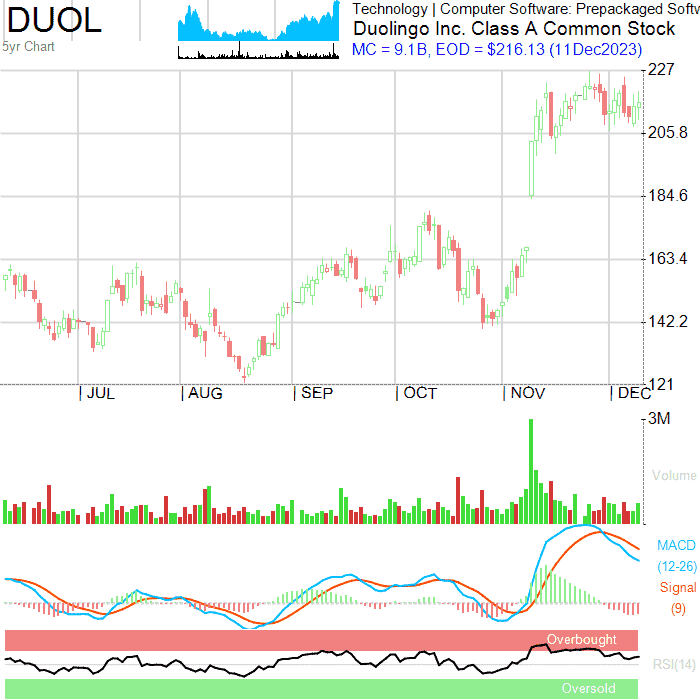 DUOL
5yr Chart
Technology | Computer Software: Prepackaged Softw
Duolingo Inc. Class A Common Stock
MC = 9.1B, EOD = $216.13 (11Dec2023)
227
205.8
184.6
163.4
142.2
121
JUL
AUG
SEP
OCT
NOV
DEC
3M
Volume
MACD
(12-26)
Signal
(9)
Overbought
RSI(14)
Oversold